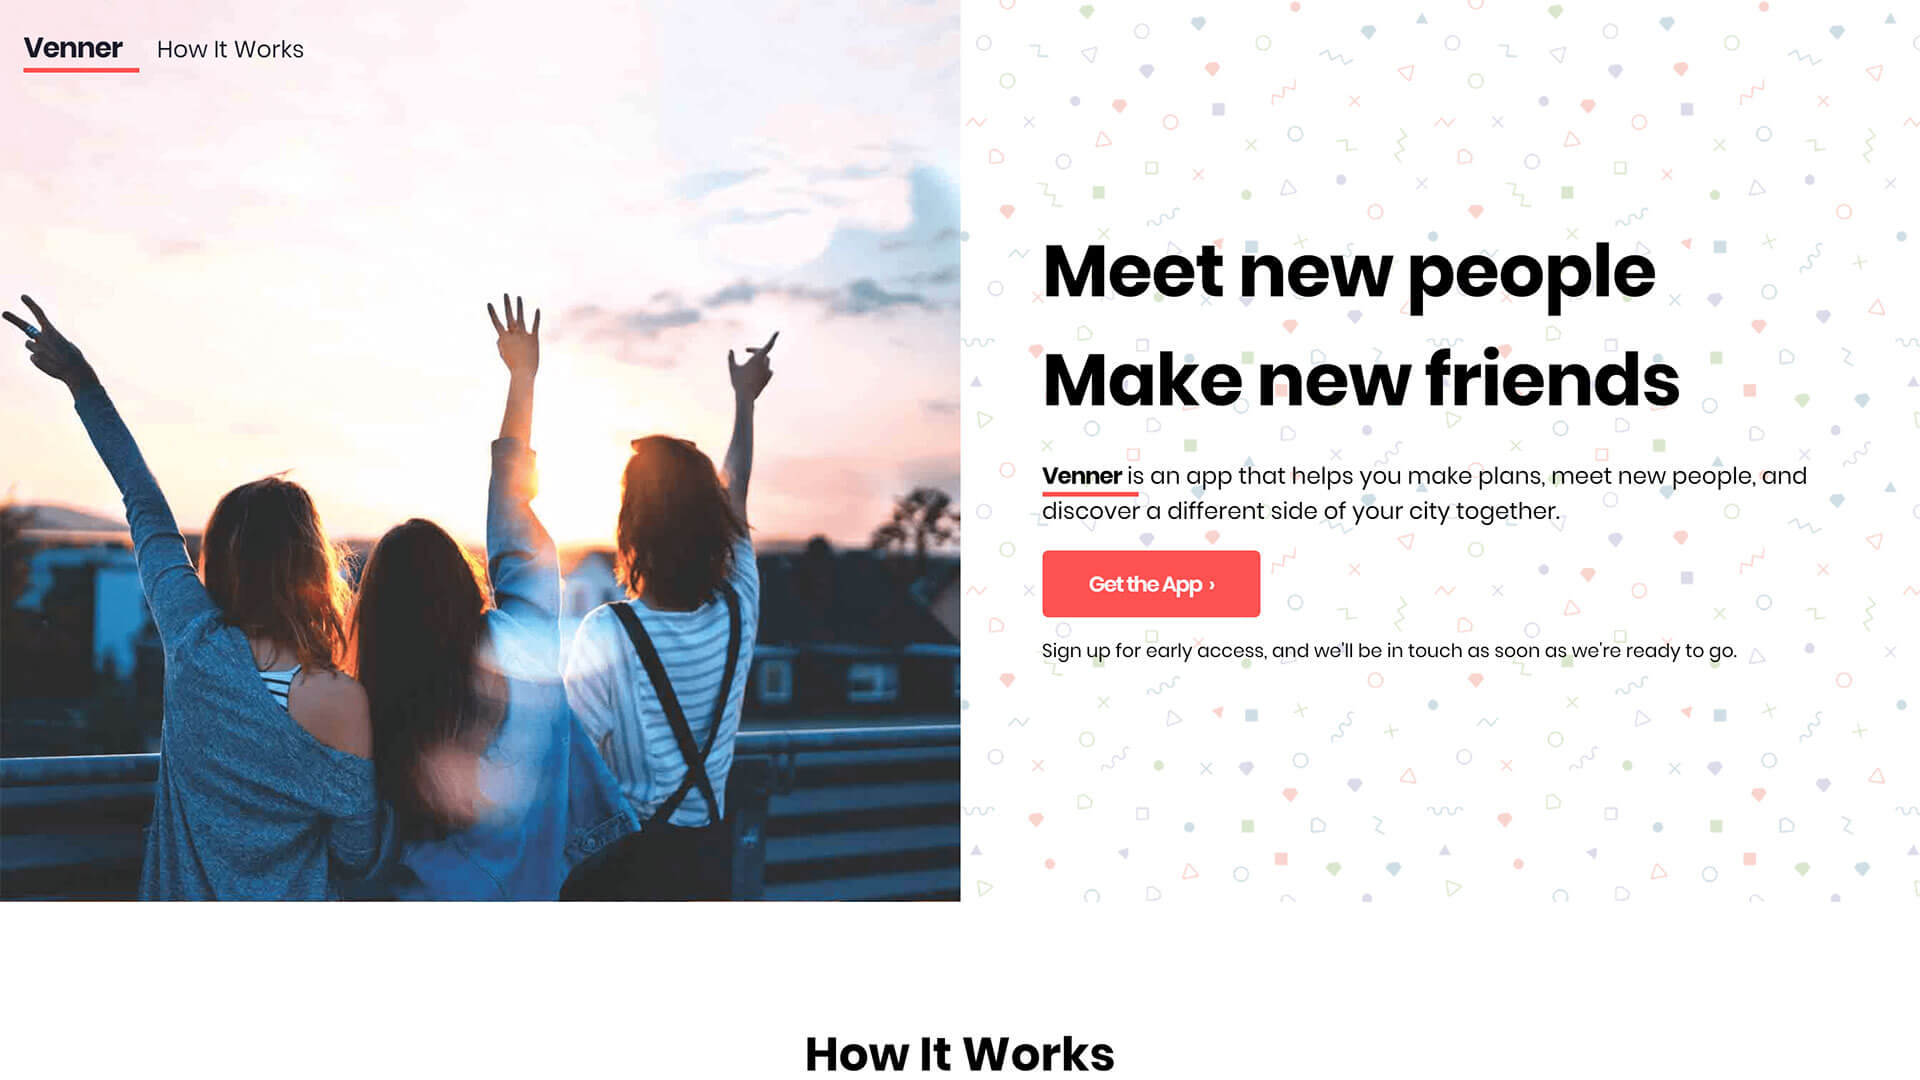 Venner How It Works
Meet new people
Make new friends
Venner is an app that helps you make plans, meet new people, and
discover a different side of your city together.
Get the App ›
Sign up for early access, and we'll be in touch as soon as we're ready to go.
How It Works